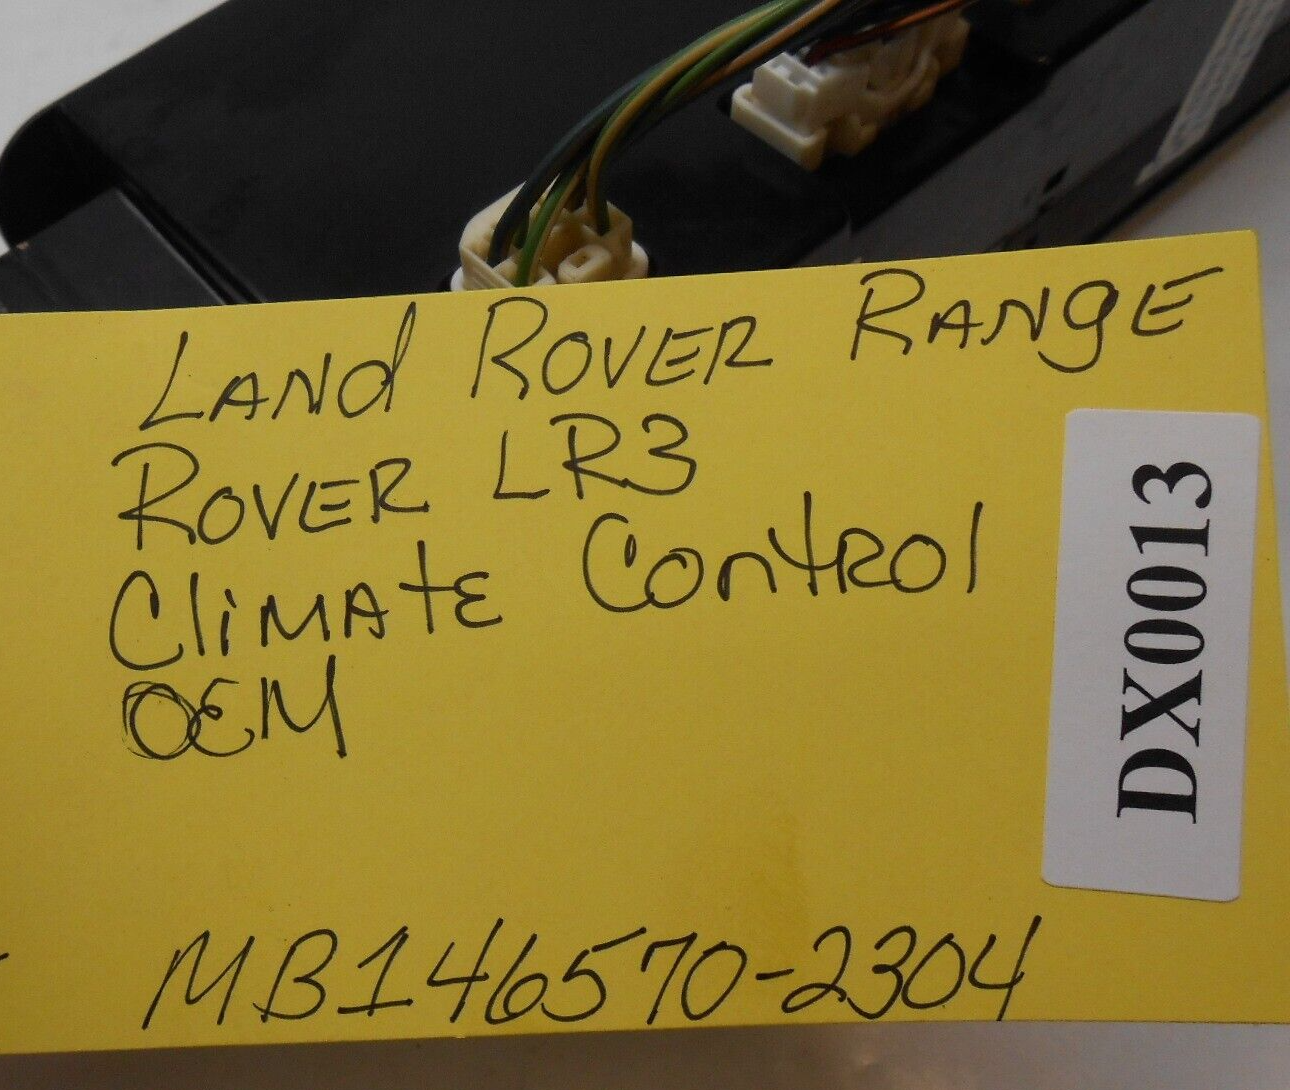 LAND ROVER RANGE
ROVER LR3
Climate Control
OEM
DX0013
MB146570-2304